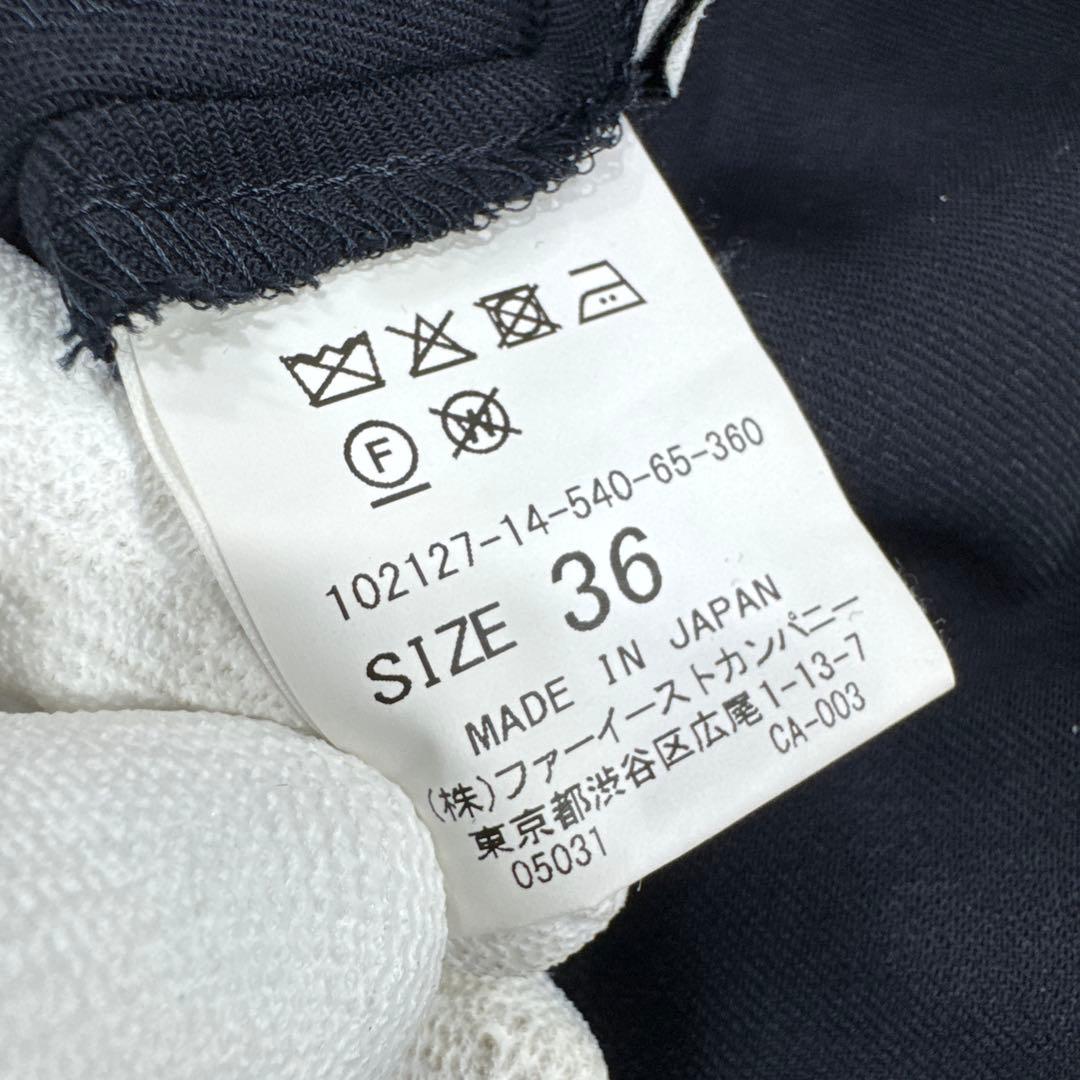 F
W
102127-14-540-65-360
SIZE 36
MADE IN JAPAN
(株)ファーイーストカンパニー
東京都渋谷区広尾1-13-7
05031 CA-003